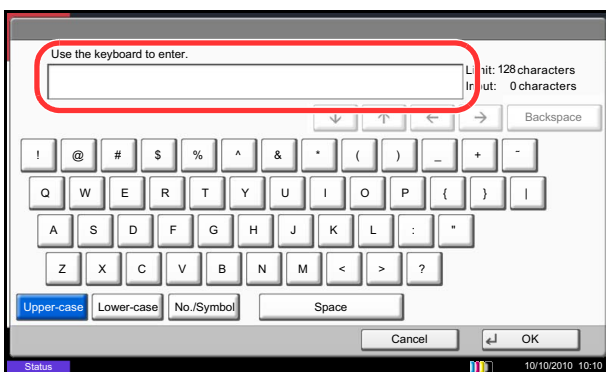 Use the keyboard to enter.
Limit: 128 characters
Input: 0 characters
↓ ↑ ← → Backspace
! @ # $ % ^ & * ( ) _ + ~
Q W E R T Y U I O P { } |
A S D F G H J K L : "
Z X C V B N M < > ?
Upper-case Lower-case No./Symbol Space
Cancel OK
Status 10/10/2010 10:10